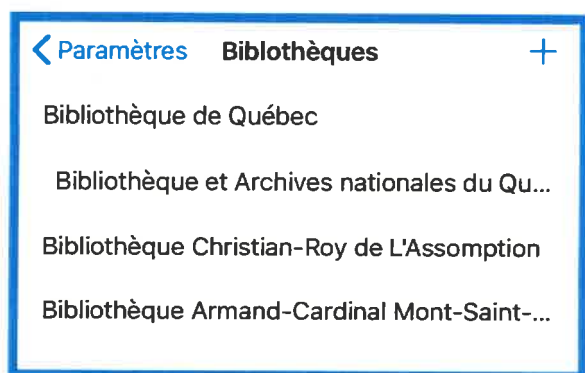 Paramètres Biblothèques +
Bibliothèque de Québec
Bibliothèque et Archives nationales du Qu...
Bibliothèque Christian-Roy de L'Assomption
Bibliothèque Armand-Cardinal Mont-Saint-...